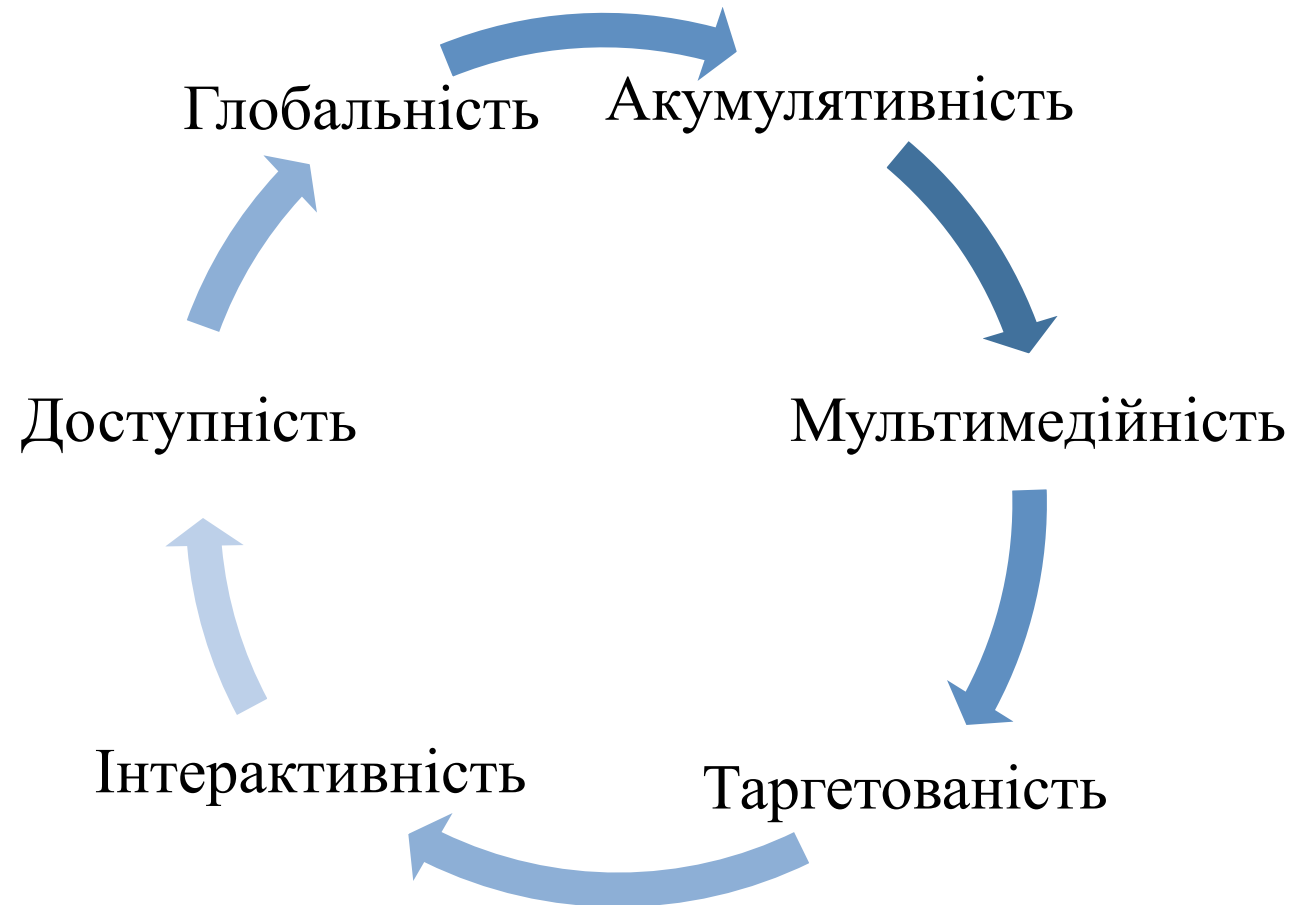 Глобальність
Акумулятивність
Доступність
Мультимедійність
Інтерактивність
Таргетованість